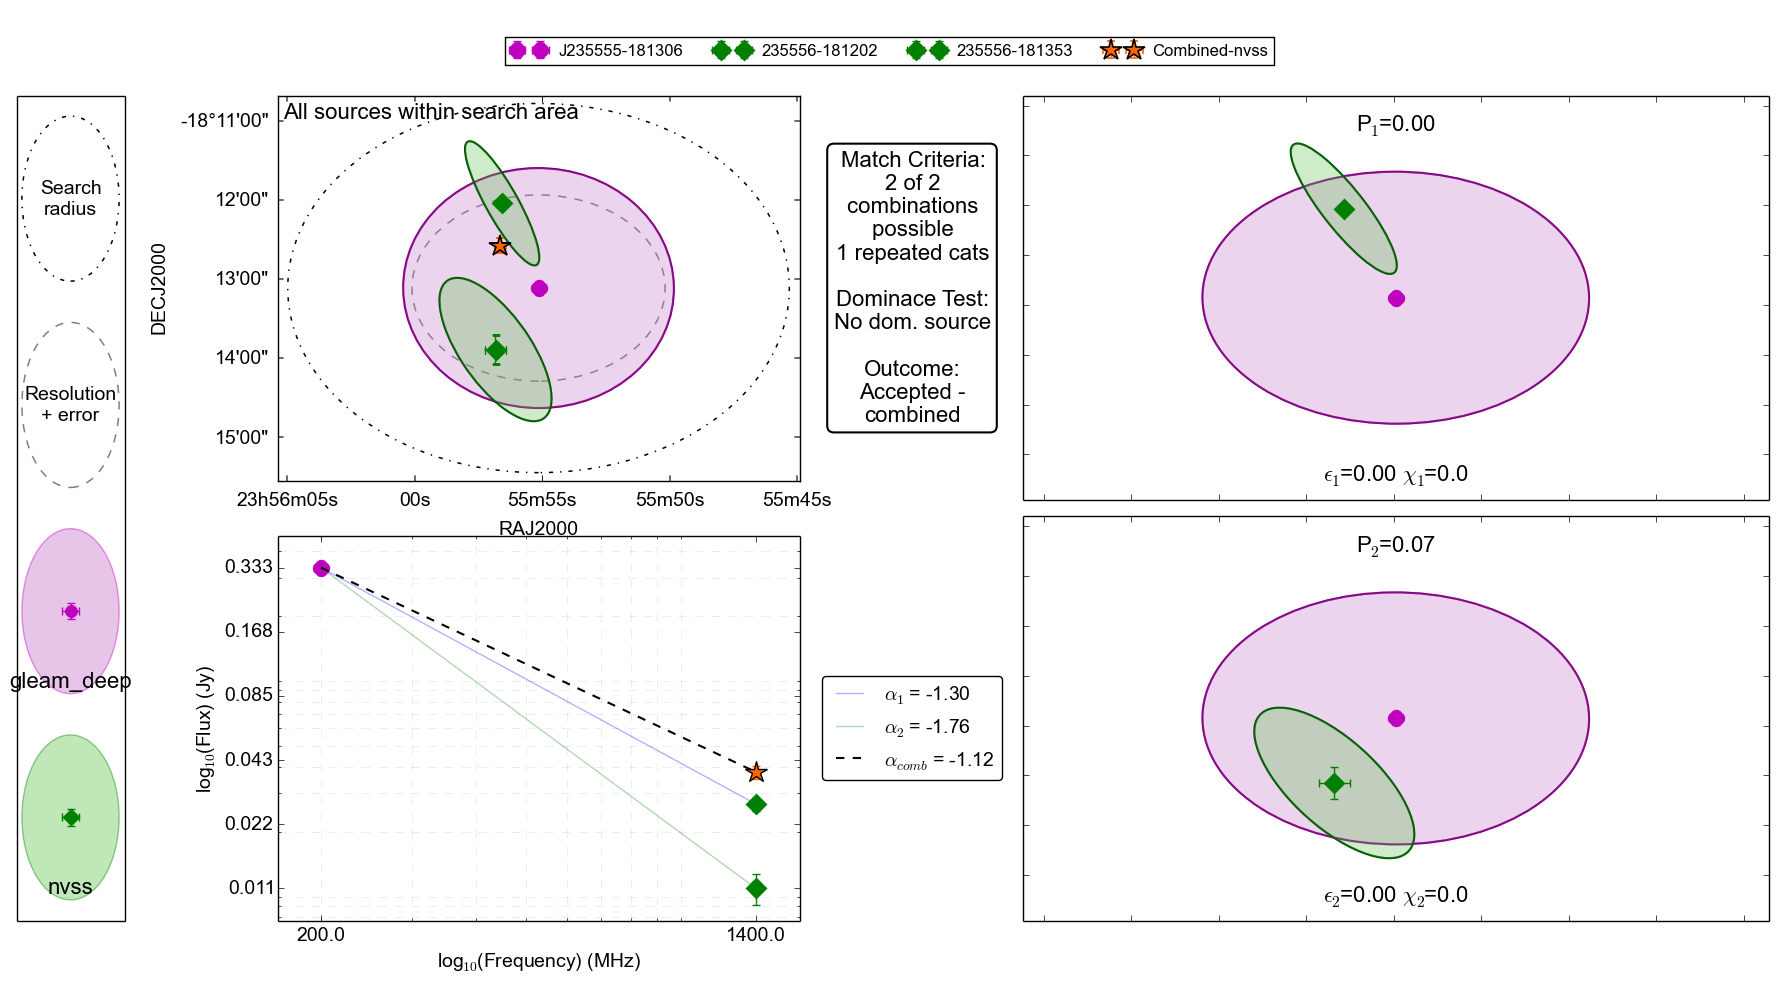 J235555-181306 235556-181202 235556-181353 Combined-nvss
Search
radius
Resolution
+ error
gleam_deep
nvss
All sources within search area
DECJ2000
-18°11'00"
12'00"
13'00"
14'00"
15'00"
23h56m05s 00s 55m55s 55m50s 55m45s
RAJ2000
Match Criteria:
2 of 2
combinations
possible
1 repeated cats
Dominace Test:
No dom. source
Outcome:
Accepted -
combined
P1=0.00
ϵ1=0.00 χ1=0.0
P2=0.07
ϵ2=0.00 χ2=0.0
log10(Flux) (Jy)
0.333
0.168
0.085
0.043
0.022
0.011
200.0 1400.0
log10(Frequency) (MHz)
α1 = -1.30
α2 = -1.76
αcomb = -1.12